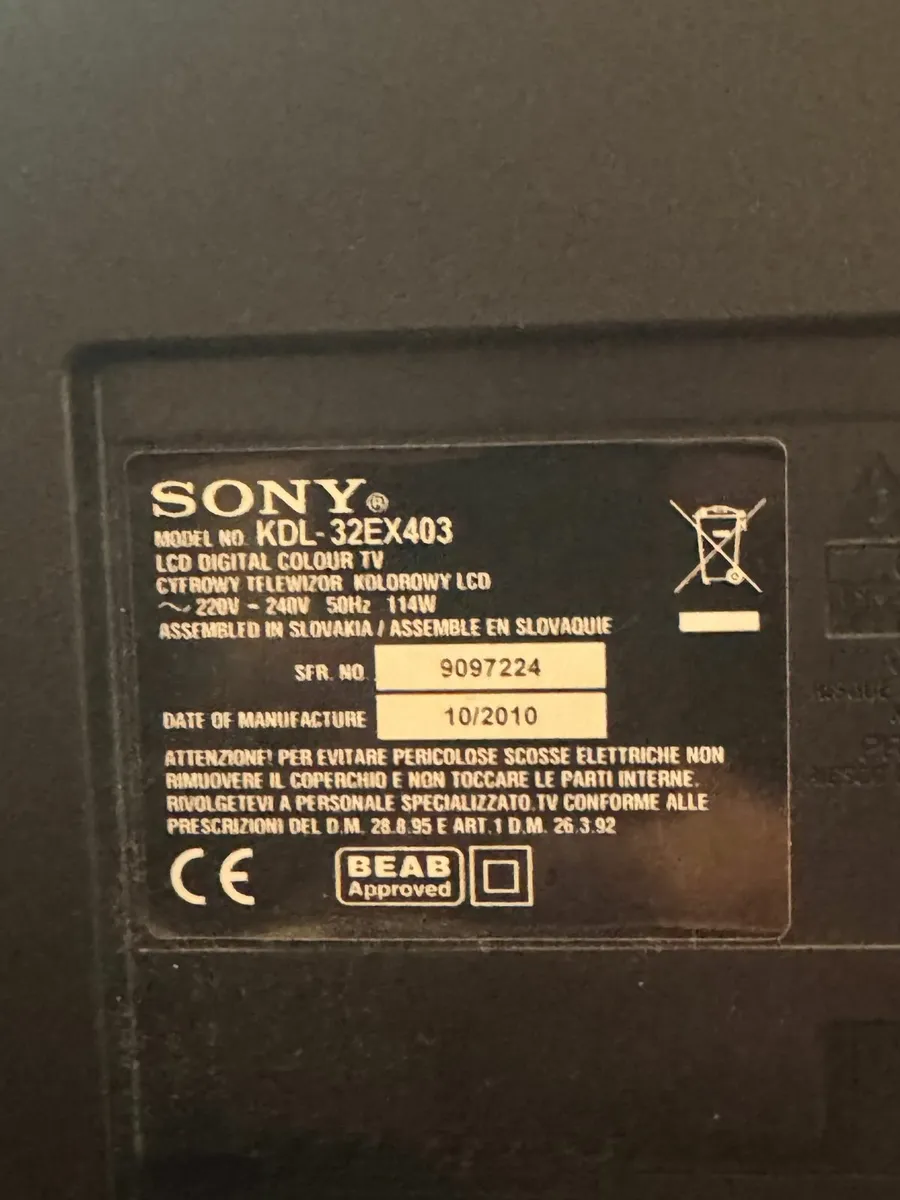 SONY®
MODEL NO. KDL-32EX403
LCD DIGITAL COLOUR TV
CYFROWY TELEWIZOR KOLOROWY LCD
~ 220V - 240V 50Hz 114W
ASSEMBLED IN SLOVAKIA / ASSEMBLE EN SLOVAQUIE
SER. NO. 9097224
DATE OF MANUFACTURE 10/2010
ATTENZIONE! PER EVITARE PERICOLOSE SCOSSE ELETTRICHE NON
RIMUOVERE IL COPERCHIO E NON TOCCARE LE PARTI INTERNE.
RIVOLGETEVI A PERSONALE SPECIALIZZATO.TV CONFORME ALLE
PRESCRIZIONI DEL D.M. 28.8.95 E ART.1 D.M. 26.3.92
CE
BEAB
Approved